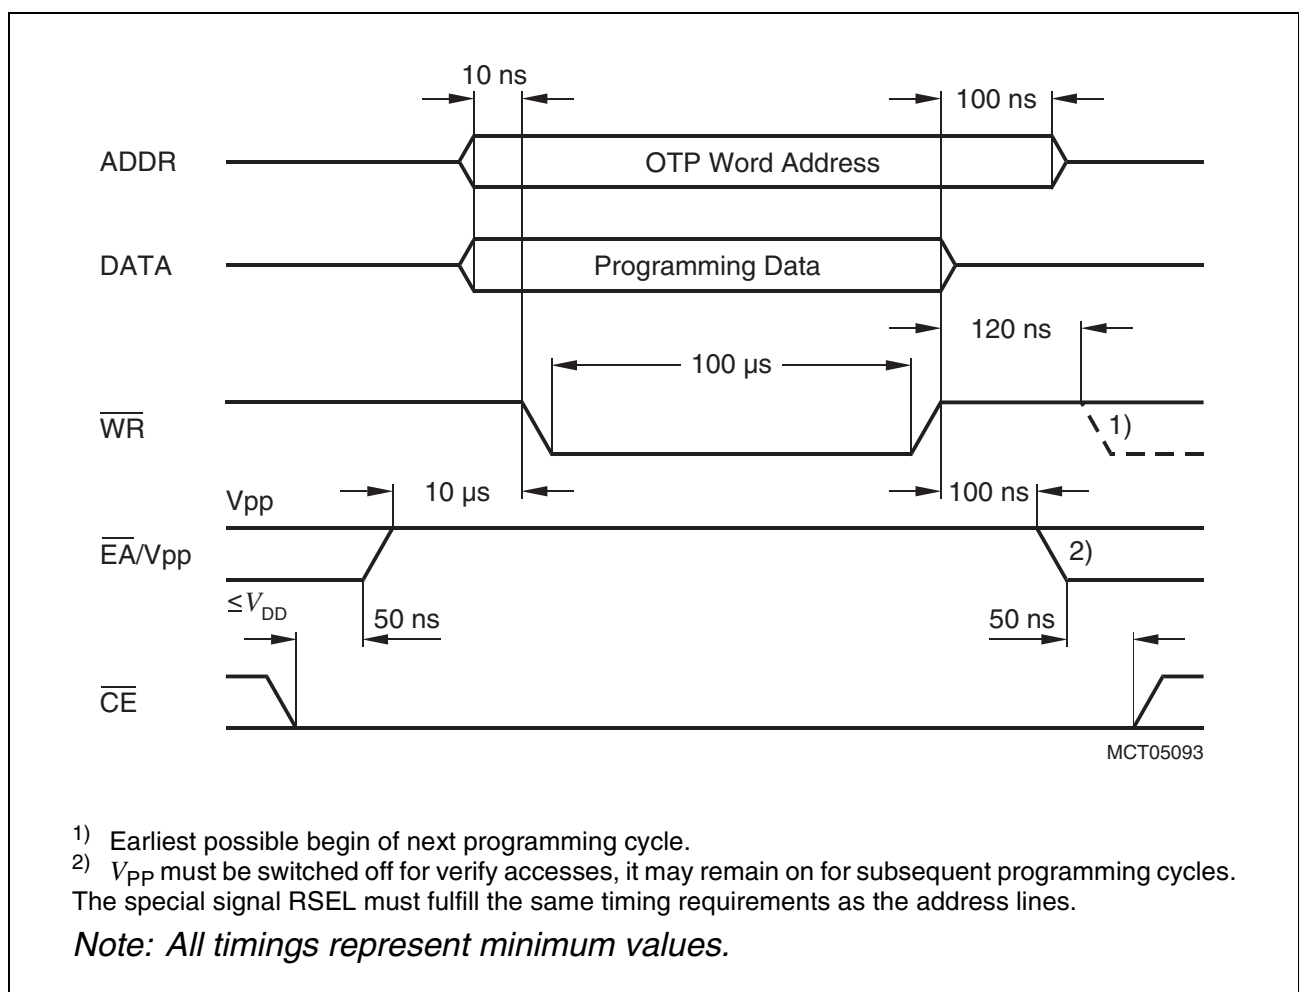 10 ns
100 ns
ADDR
OTP Word Address
DATA
Programming Data
120 ns
100 µs
WR
1)
Vpp
10 µs
100 ns
EA/Vpp
2)
≤VDD
50 ns
50 ns
CE
MCT05093
1) Earliest possible begin of next programming cycle.
2) VPP must be switched off for verify accesses, it may remain on for subsequent programming cycles.
The special signal RSEL must fulfill the same timing requirements as the address lines.
Note: All timings represent minimum values.